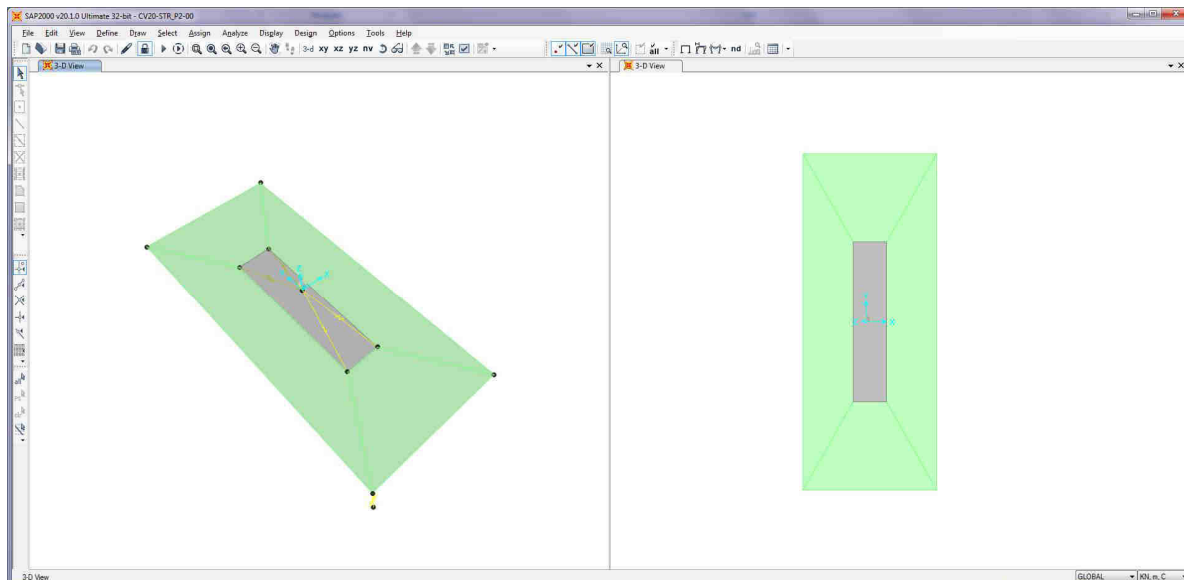 SAP2000 v20.1.0 Ultimate 32-bit - CV20-STR_P2-00
File Edit View Define Draw Select Assign Analyze Display Design Options Tools Help
3-d xy xz yz nv
all
nd
3-D View
3-D View
X
3-D View
GLOBAL
KN, m, C